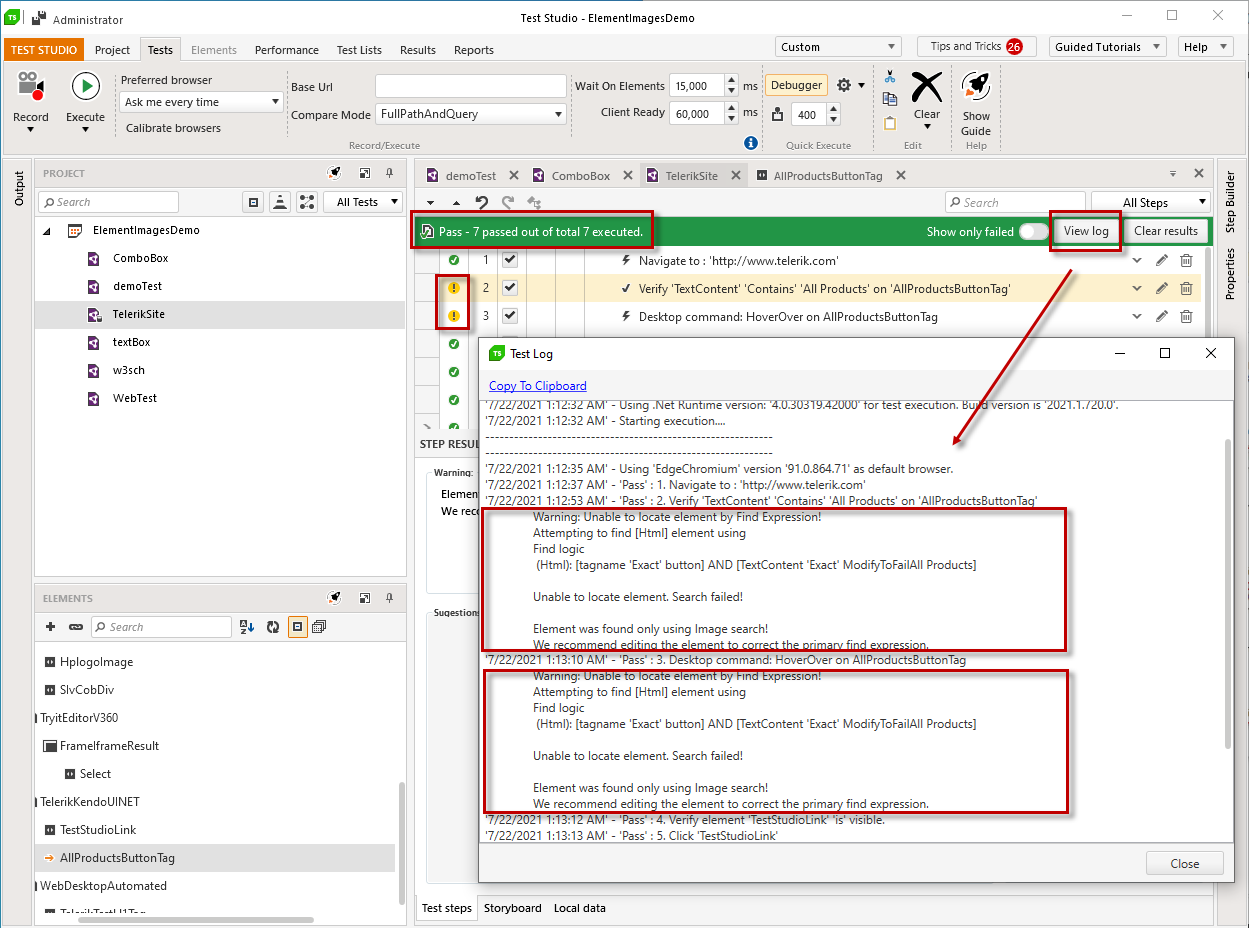 TS
Administrator
Test Studio - ElementImagesDemo
TEST STUDIO
Project
Tests
Elements
Performance
Test Lists
Results
Reports
Custom
Tips and Tricks 26
Guided Tutorials
Help
Record
Execute
Preferred browser
Ask me every time
Calibrate browsers
Base Url
Compare Mode FullPathAndQuery
Wait On Elements 15,000 ms
Client Ready 60,000 ms
Record/Execute
Debugger
400
Quick Execute
Clear
Edit
Show
Guide
Help
Output
PROJECT
Search
All Tests
ElementImagesDemo
ComboBox
demoTest
TelerikSite
textBox
w3sch
WebTest
ELEMENTS
Search
HplogoImage
SlvCobDiv
TryitEditorV360
FrameIframeResult
Select
TelerikKendoUINET
TestStudioLink
AllProductsButtonTag
WebDesktopAutomated
TelerikTestU1Tag
demoTest
ComboBox
TelerikSite
AllProductsButtonTag
Search
All Steps
Pass - 7 passed out of total 7 executed.
Show only failed
View log
Clear results
1 Navigate to : 'http://www.telerik.com'
2 Verify 'TextContent' 'Contains' 'All Products' on 'AllProductsButtonTag'
3 Desktop command: HoverOver on AllProductsButtonTag
STEP RESUL
Warning:
Elemen
We reco
Sugestions
TS Test Log
Copy To Clipboard
'7/22/2021 1:12:32 AM' - Using .Net Runtime version: '4.0.30319.42000' for test execution. Build version is '2021.1.720.0'.
'7/22/2021 1:12:32 AM' - Starting execution....
------------------------------------------------------------
------------------------------------------------------------
'7/22/2021 1:12:35 AM' - Using 'EdgeChromium' version '91.0.864.71' as default browser.
'7/22/2021 1:12:37 AM' - 'Pass' : 1. Navigate to : 'http://www.telerik.com'
'7/22/2021 1:12:53 AM' - 'Pass' : 2. Verify 'TextContent' 'Contains' 'All Products' on 'AllProductsButtonTag'
Warning: Unable to locate element by Find Expression!
Attempting to find [Html] element using
Find logic
(Html): [tagname 'Exact' button] AND [TextContent 'Exact' ModifyToFailAll Products]
Unable to locate element. Search failed!
Element was found only using Image search!
We recommend editing the element to correct the primary find expression.
'7/22/2021 1:13:10 AM' - 'Pass' : 3. Desktop command: HoverOver on AllProductsButtonTag
Warning: Unable to locate element by Find Expression!
Attempting to find [Html] element using
Find logic
(Html): [tagname 'Exact' button] AND [TextContent 'Exact' ModifyToFailAll Products]
Unable to locate element. Search failed!
Element was found only using Image search!
We recommend editing the element to correct the primary find expression.
'7/22/2021 1:13:12 AM' - 'Pass' : 4. Verify element 'TestStudioLink' 'is' visible.
'7/22/2021 1:13:13 AM' - 'Pass' : 5. Click 'TestStudioLink'
Close
Test steps
Storyboard
Local data
Step Builder
Properties